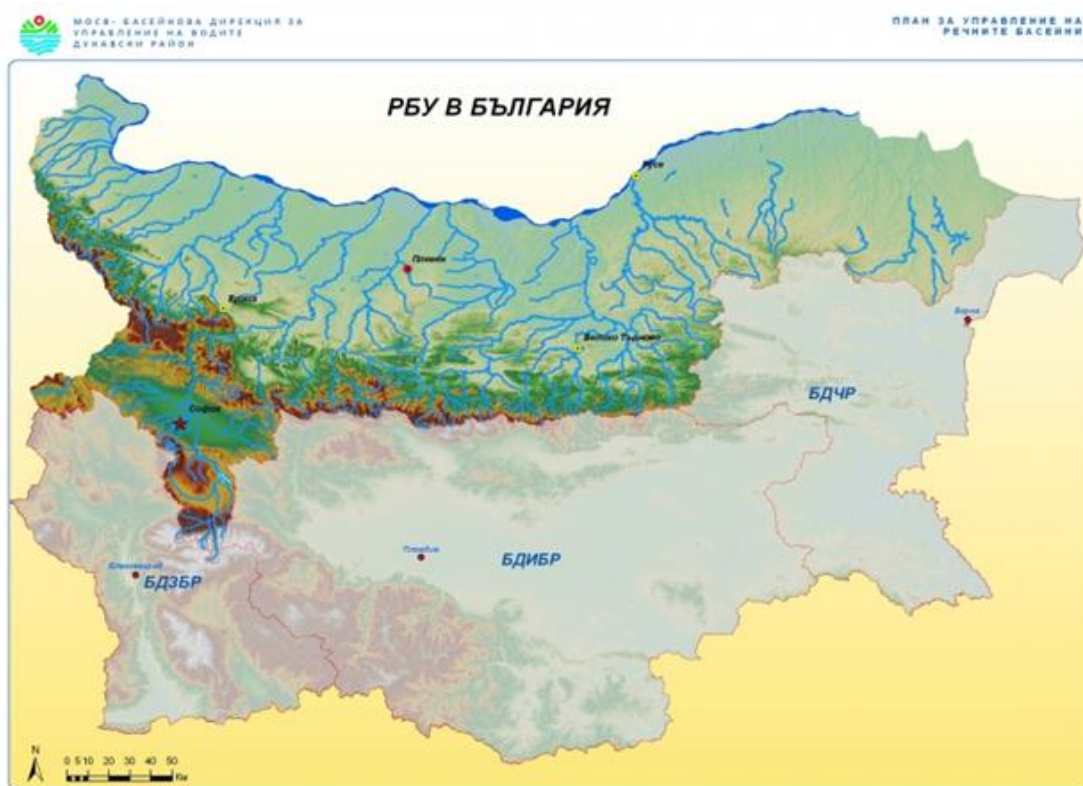 МОСВ- БАСЕЙНОВА ДИРЕКЦИЯ ЗА
УПРАВЛЕНИЕ НА ВОДИТЕ
ДУНАВСКИ РАЙОН
ПЛАН ЗА УПРАВЛЕНИЕ НА
РЕЧНИТЕ БАСЕЙНИ
РБУ В БЪЛГАРИЯ
Русе
Плевен
Враца
Велико Търново
Варна
БДЧР
София
Пловдив
БДИБР
Благоевград
БДЗБР
N
0 5 10 20 30 40 50
Км